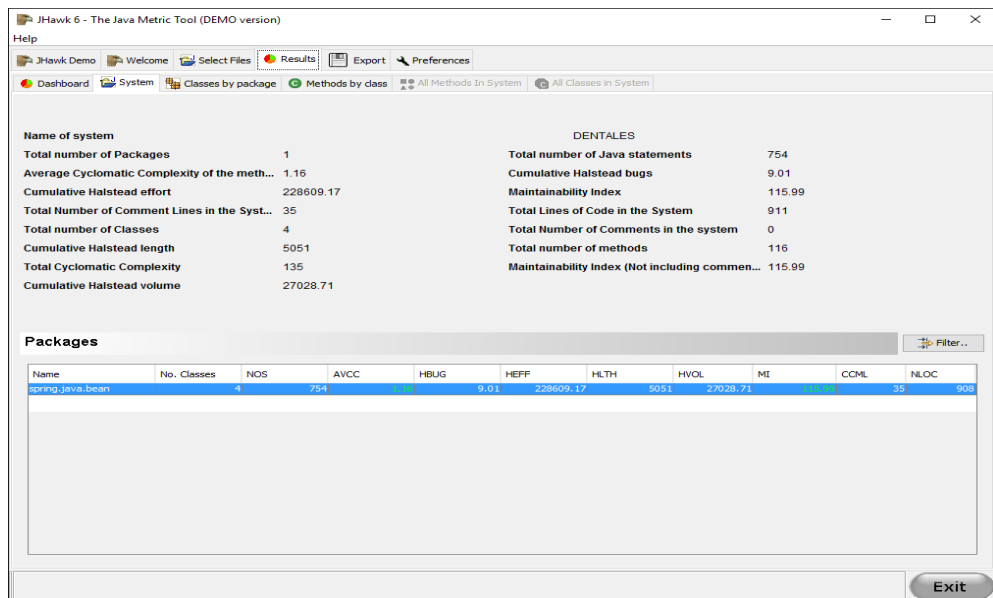 JHawk 6 - The Java Metric Tool (DEMO version)
Help
JHawk Demo Welcome Select Files Results Export Preferences
Dashboard System Classes by package Methods by class All Methods In System All Classes in System
Name of system DENTALES
Total number of Packages 1 Total number of Java statements 754
Average Cyclomatic Complexity of the meth... 1.16 Cumulative Halstead bugs 9.01
Cumulative Halstead effort 228609.17 Maintainability Index 115.99
Total Number of Comment Lines in the Syst... 35 Total Lines of Code in the System 911
Total number of Classes 4 Total Number of Comments in the system 0
Cumulative Halstead length 5051 Total number of methods 116
Total Cyclomatic Complexity 135 Maintainability Index (Not including commen... 115.99
Cumulative Halstead volume 27028.71
Packages Filter..
Name No. Classes NOS AVCC HBUG HEFF HLTH HVOL MI CCML NLOC
spring.java.bean 4 754 1.16 9.01 228609.17 5051 27028.71 35 908
Exit